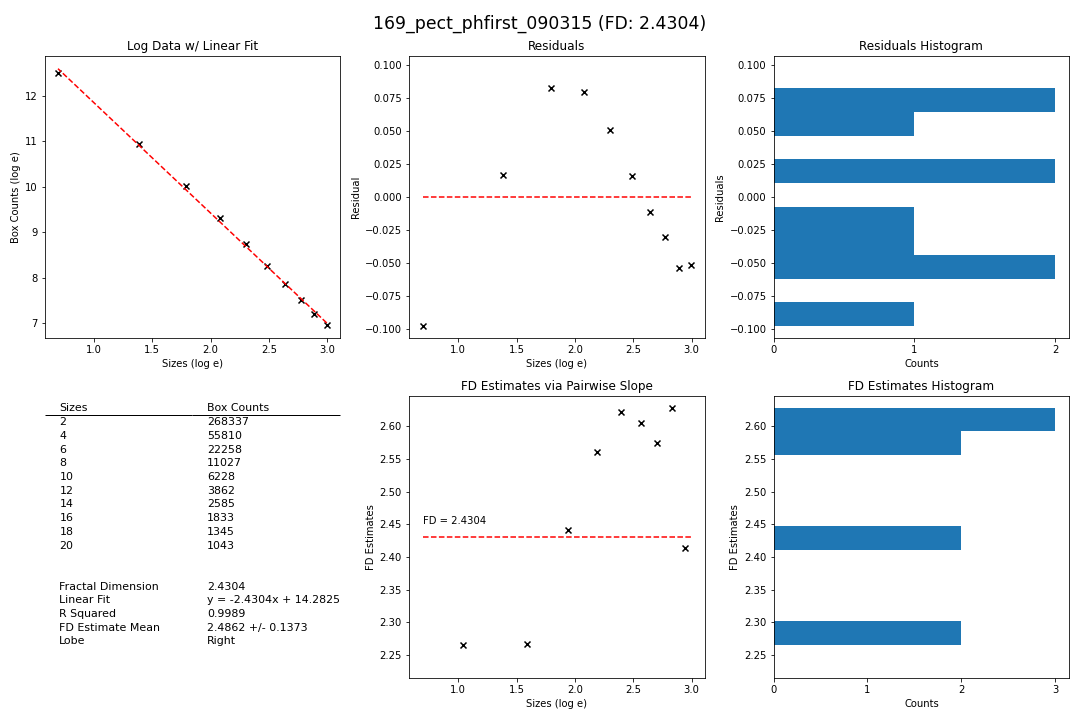 169_pect_phfirst_090315 (FD: 2.4304)
Log Data w/ Linear Fit
12
11
10
9
8
7
Box Counts (log e)
1.0 1.5 2.0 2.5 3.0
Sizes (log e)
Residuals
0.100
0.075
0.050
0.025
0.000
−0.025
−0.050
−0.075
−0.100
Residual
1.0 1.5 2.0 2.5 3.0
Sizes (log e)
Residuals Histogram
0.100
0.075
0.050
0.025
0.000
−0.025
−0.050
−0.075
−0.100
Residuals
0 1 2
Counts
Sizes Box Counts
2 268337
4 55810
6 22258
8 11027
10 6228
12 3862
14 2585
16 1833
18 1345
20 1043
Fractal Dimension 2.4304
Linear Fit y = -2.4304x + 14.2825
R Squared 0.9989
FD Estimate Mean 2.4862 +/- 0.1373
Lobe Right
FD Estimates via Pairwise Slope
2.60
2.55
2.50
2.45
2.40
2.35
2.30
2.25
FD Estimates
FD = 2.4304
1.0 1.5 2.0 2.5 3.0
Sizes (log e)
FD Estimates Histogram
2.60
2.55
2.50
2.45
2.40
2.35
2.30
2.25
FD Estimates
0 1 2 3
Counts